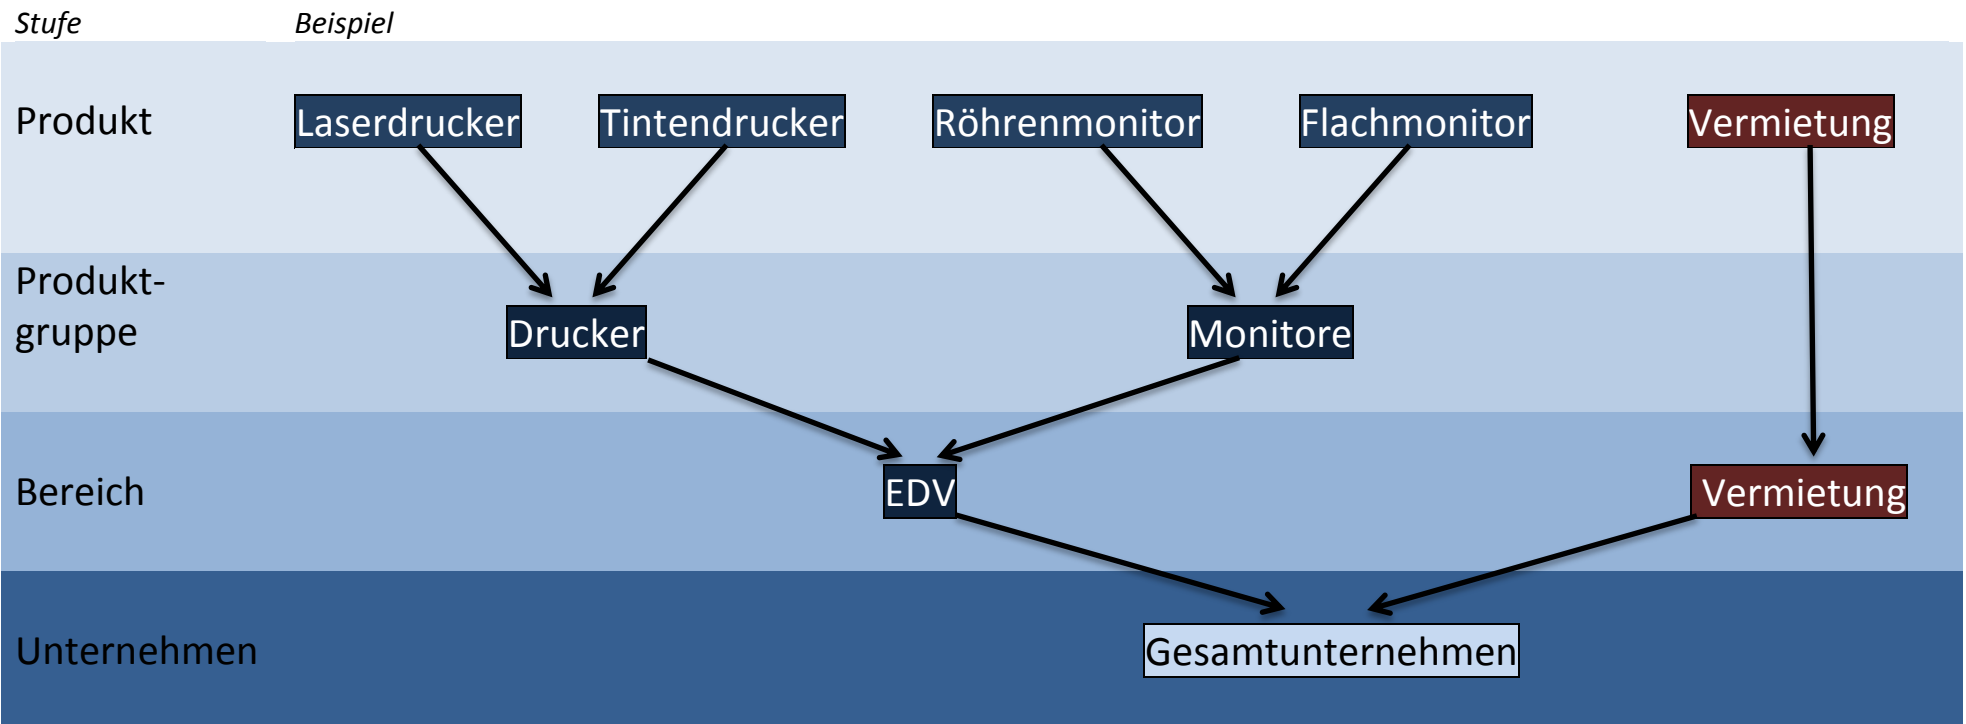 Stufe Beispiel
Produkt Laserdrucker Tintendrucker Röhrenmonitor Flachmonitor Vermietung
Produkt-
gruppe Drucker Monitore
Bereich EDV Vermietung
Unternehmen Gesamtunternehmen